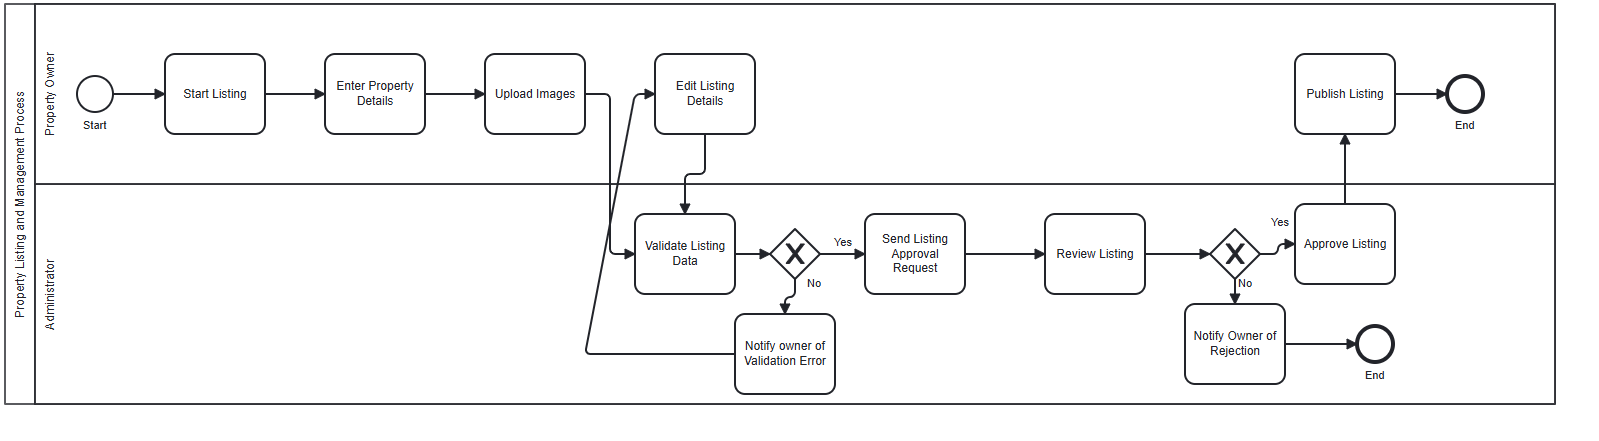 Property Listing and Management Process
Property Owner
Start
Start Listing
Enter Property
Details
Upload Images
Edit Listing
Details
Publish Listing
End
Administrator
Validate Listing
Data
Yes
No
Notify owner of
Validation Error
Send Listing
Approval
Request
Review Listing
Yes
No
Approve Listing
Notify Owner of
Rejection
End